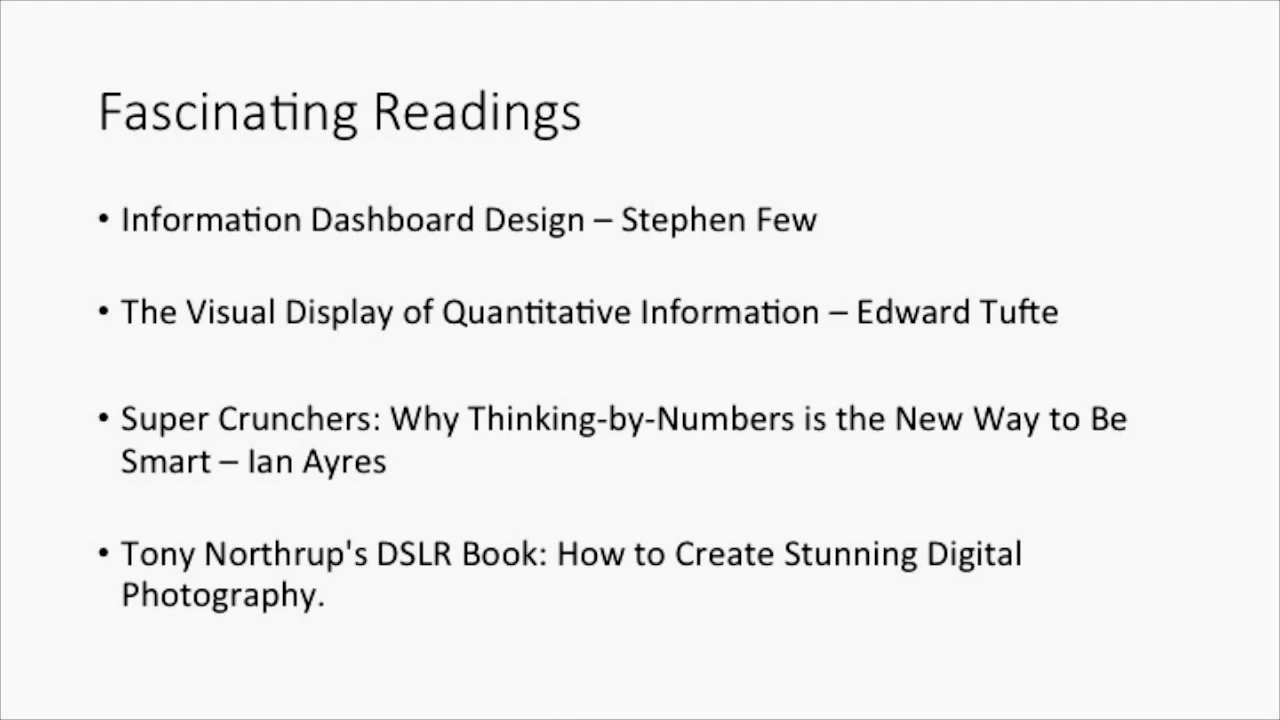 Fascinating Readings
• Information Dashboard Design – Stephen Few
• The Visual Display of Quantitative Information – Edward Tufte
• Super Crunchers: Why Thinking-by-Numbers is the New Way to Be
Smart – Ian Ayres
• Tony Northrup's DSLR Book: How to Create Stunning Digital
Photography.